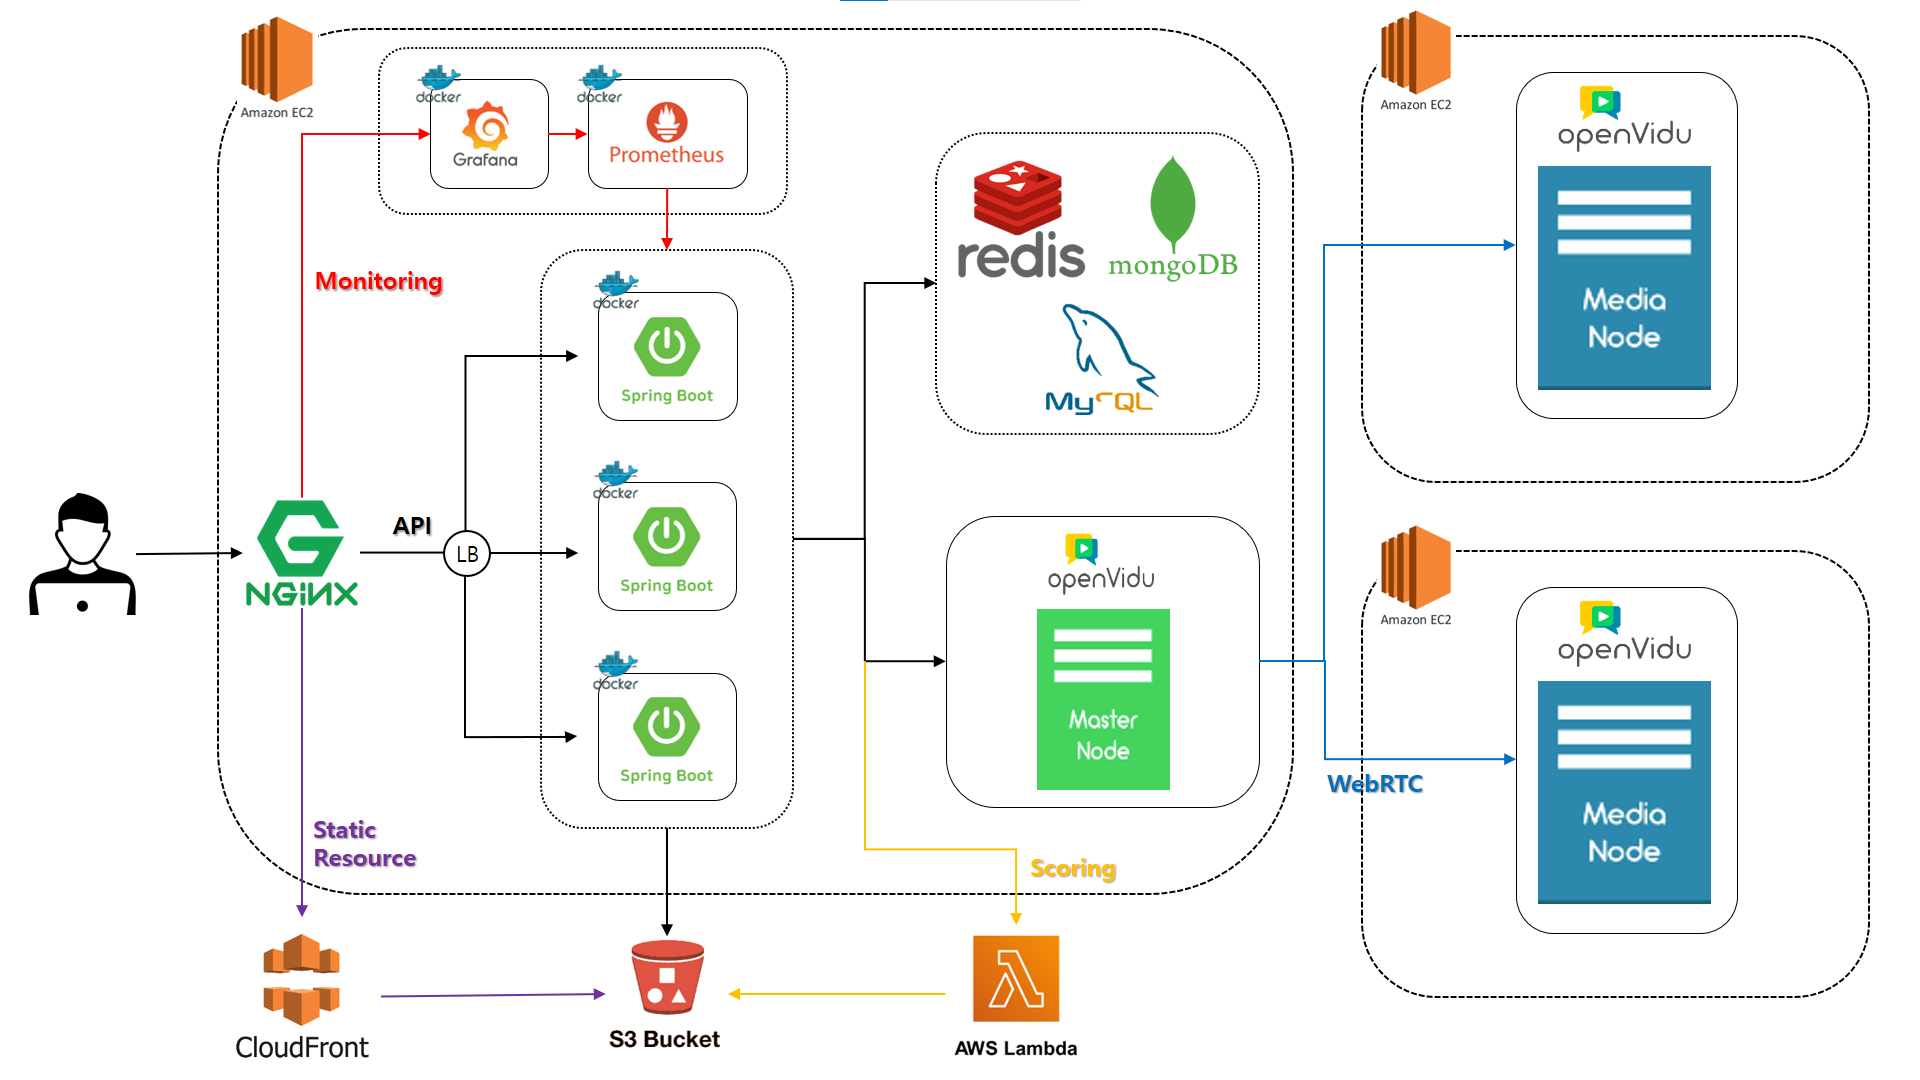 Amazon EC2
docker
Grafana
docker
Prometheus
Monitoring
docker
Spring Boot
docker
Spring Boot
docker
Spring Boot
API
LB
NGiNX
Static
Resource
redis
mongoDB
MySQL
openVidu
Master
Node
Amazon EC2
openVidu
Media
Node
Amazon EC2
openVidu
Media
Node
WebRTC
Scoring
CloudFront
S3 Bucket
AWS Lambda